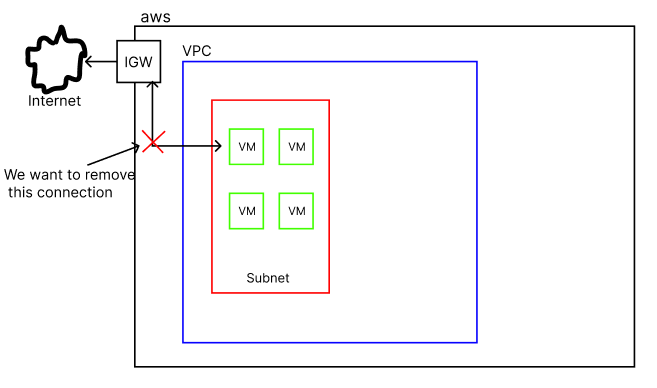 aws
IGW
VPC
Internet
VM
VM
We want to remove
this connection
VM
VM
Subnet